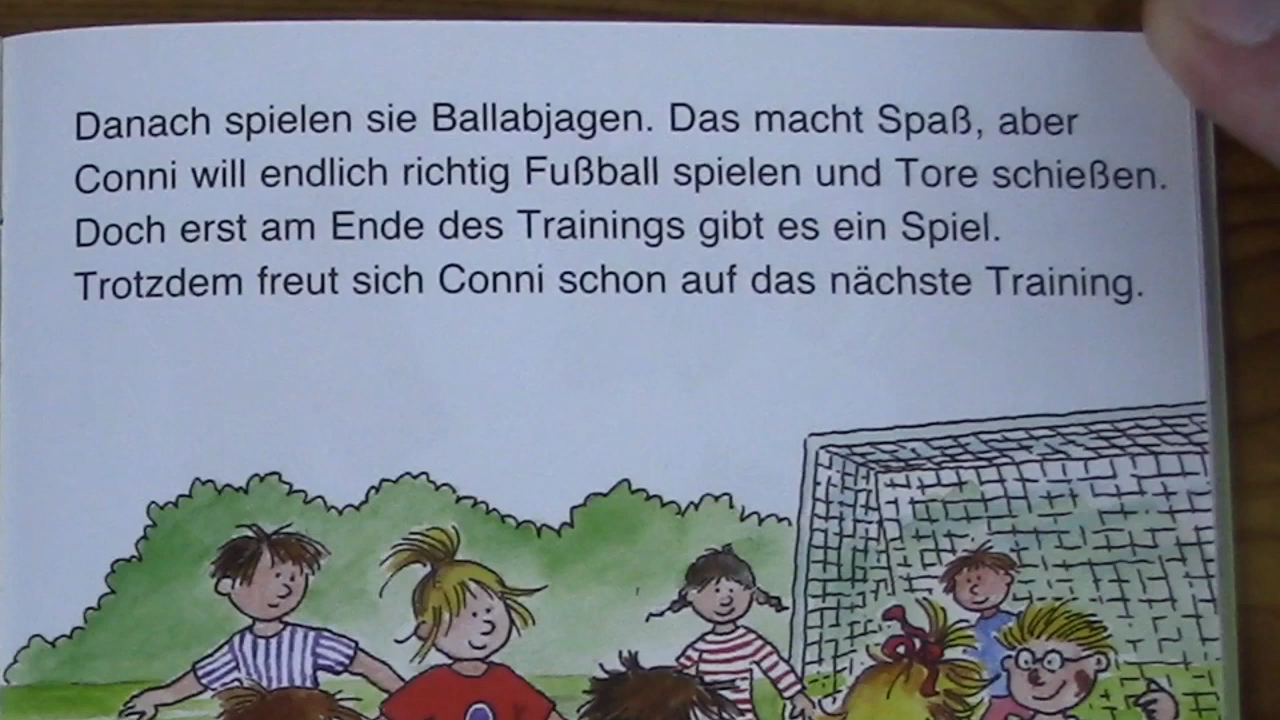 Danach spielen sie Ballabjagen. Das macht Spaß, aber
Conni will endlich richtig Fußball spielen und Tore schießen.
Doch erst am Ende des Trainings gibt es ein Spiel.
Trotzdem freut sich Conni schon auf das nächste Training.